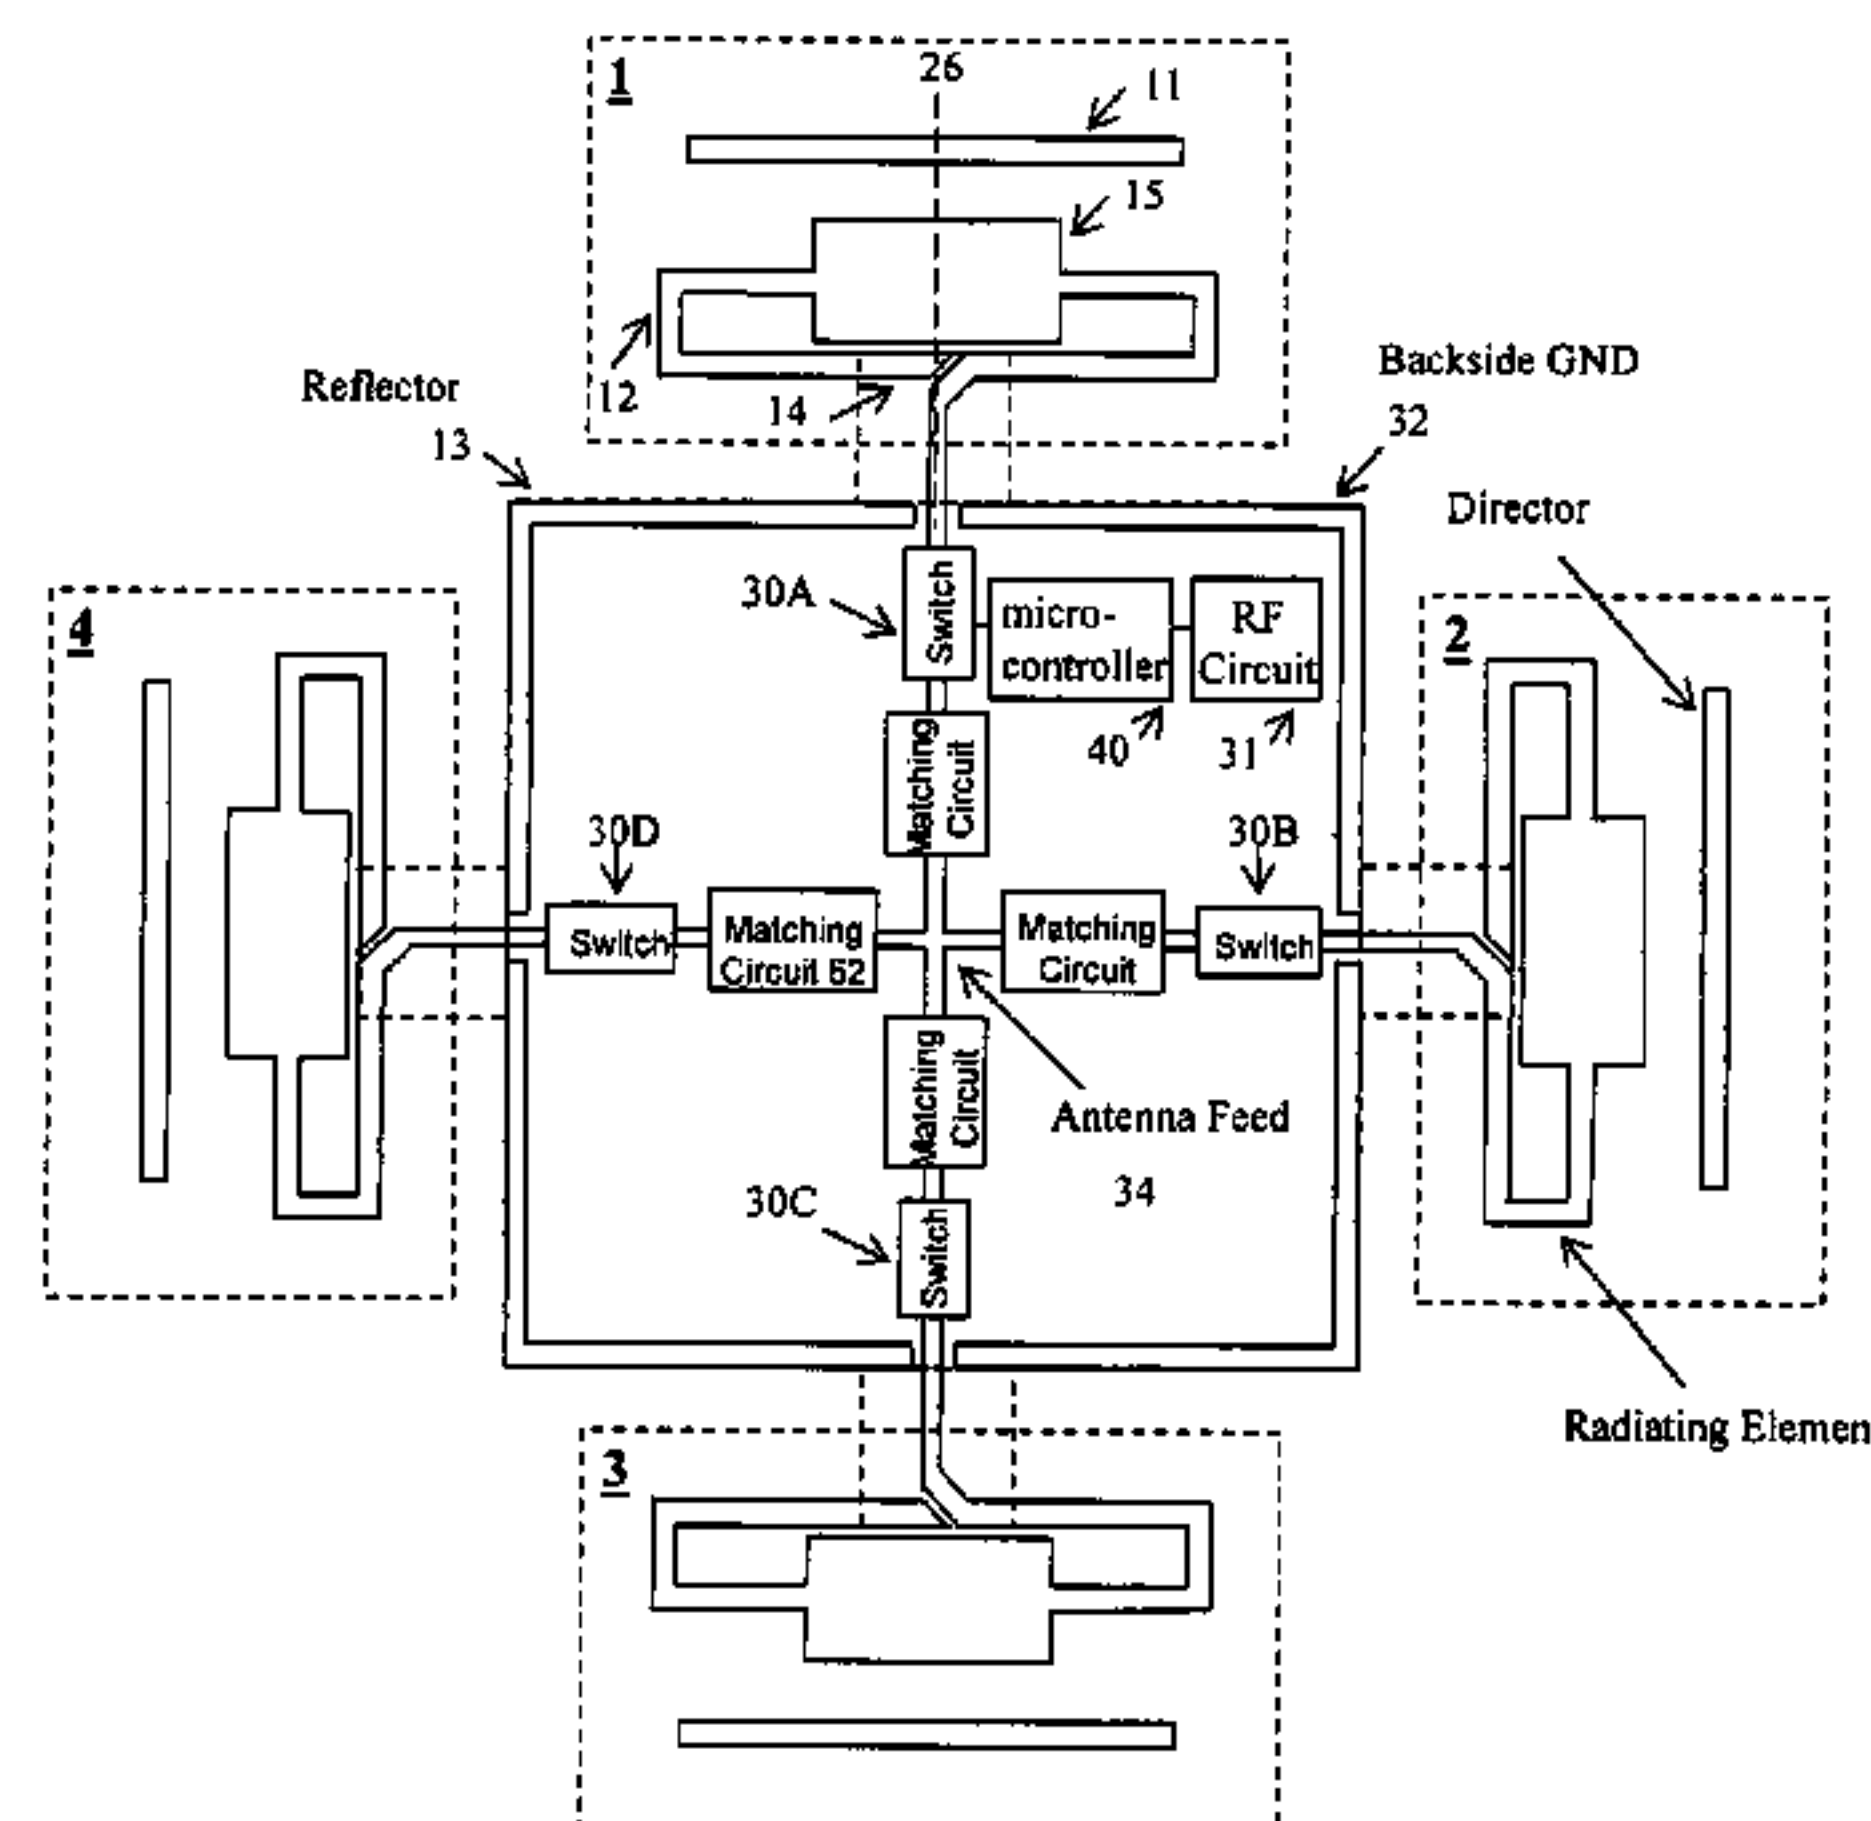 1
26
11
15
12
14
Reflector
13
Backside GND
32
Director
4
30A
Switch
micro-
controller
RF
Circuit
40
31
2
Matching
Circuit
30D
30B
Switch
Matching
Circuit 52
Matching
Circuit
Switch
Matching
Circuit
Antenna Feed
34
30C
Switch
Radiating Elemen
3